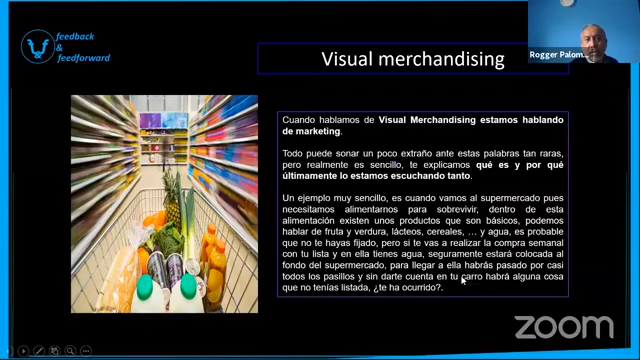 feedback
&
feedforward
Visual merchandising
Rogger Palom
Cuando hablamos de Visual Merchandising estamos hablando
de marketing.
Todo puede sonar un poco extraño ante estas palabras tan raras,
pero realmente es sencillo, te explicamos qué es y por qué
últimamente lo estamos escuchando tanto.
Un ejemplo muy sencillo, es cuando vamos al supermercado pues
necesitamos alimentarnos para sobrevivir, dentro de esta
alimentación existen unos productos que son básicos, podemos
hablar de fruta y verdura, lácteos, cereales, … y agua, es probable
que no te hayas fijado, pero si te vas a realizar la compra semanal
con tu lista y en ella tienes agua, seguramente estará colocada al
fondo del supermercado, para llegar a ella habrás pasado por casi
todos los pasillos y sin darte cuenta en tu carro habrá alguna cosa
que no tenías listada, ¿te ha ocurrido?.
zoom